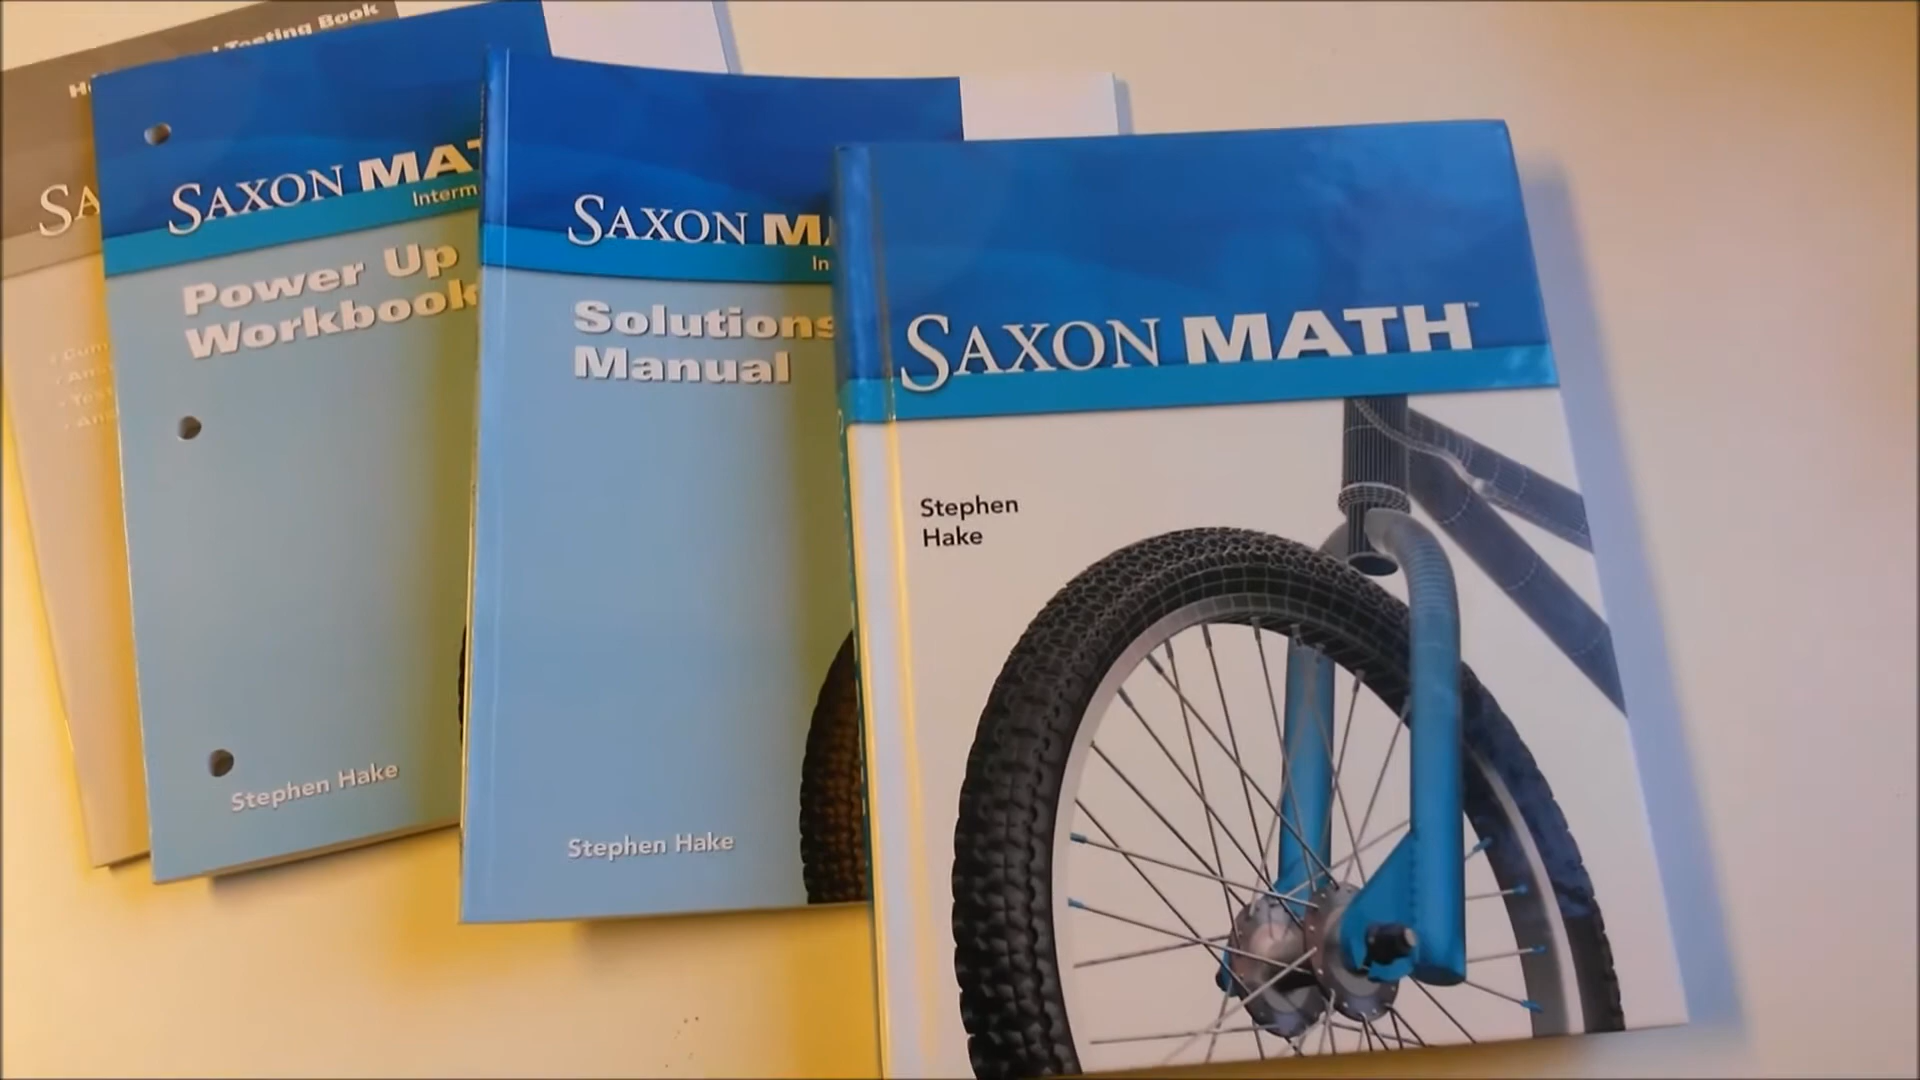 Testing Book
SAXON MAT
Interm
Power Up
Workbook
Stephen Hake
SAXON MA
In
Solutions
Manual
Stephen Hake
SAXON MATH™
Stephen
Hake